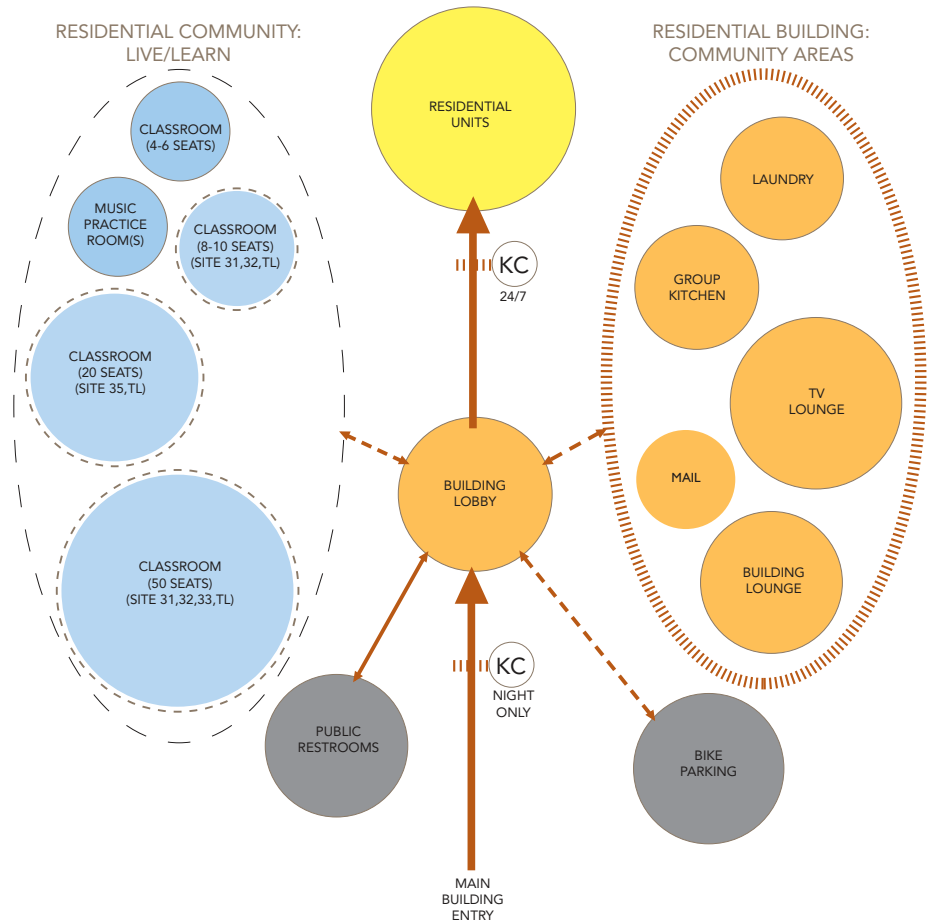 RESIDENTIAL COMMUNITY:
LIVE/LEARN
CLASSROOM
(4-6 SEATS)
MUSIC
PRACTICE
ROOM(S)
CLASSROOM
(8-10 SEATS)
(SITE 31,32,TL)
CLASSROOM
(20 SEATS)
(SITE 35,TL)
CLASSROOM
(50 SEATS)
(SITE 31,32,33,TL)
RESIDENTIAL
UNITS
KC
24/7
BUILDING
LOBBY
KC
NIGHT
ONLY
PUBLIC
RESTROOMS
MAIN
BUILDING
ENTRY
RESIDENTIAL BUILDING:
COMMUNITY AREAS
LAUNDRY
GROUP
KITCHEN
TV
LOUNGE
MAIL
BUILDING
LOUNGE
BIKE
PARKING